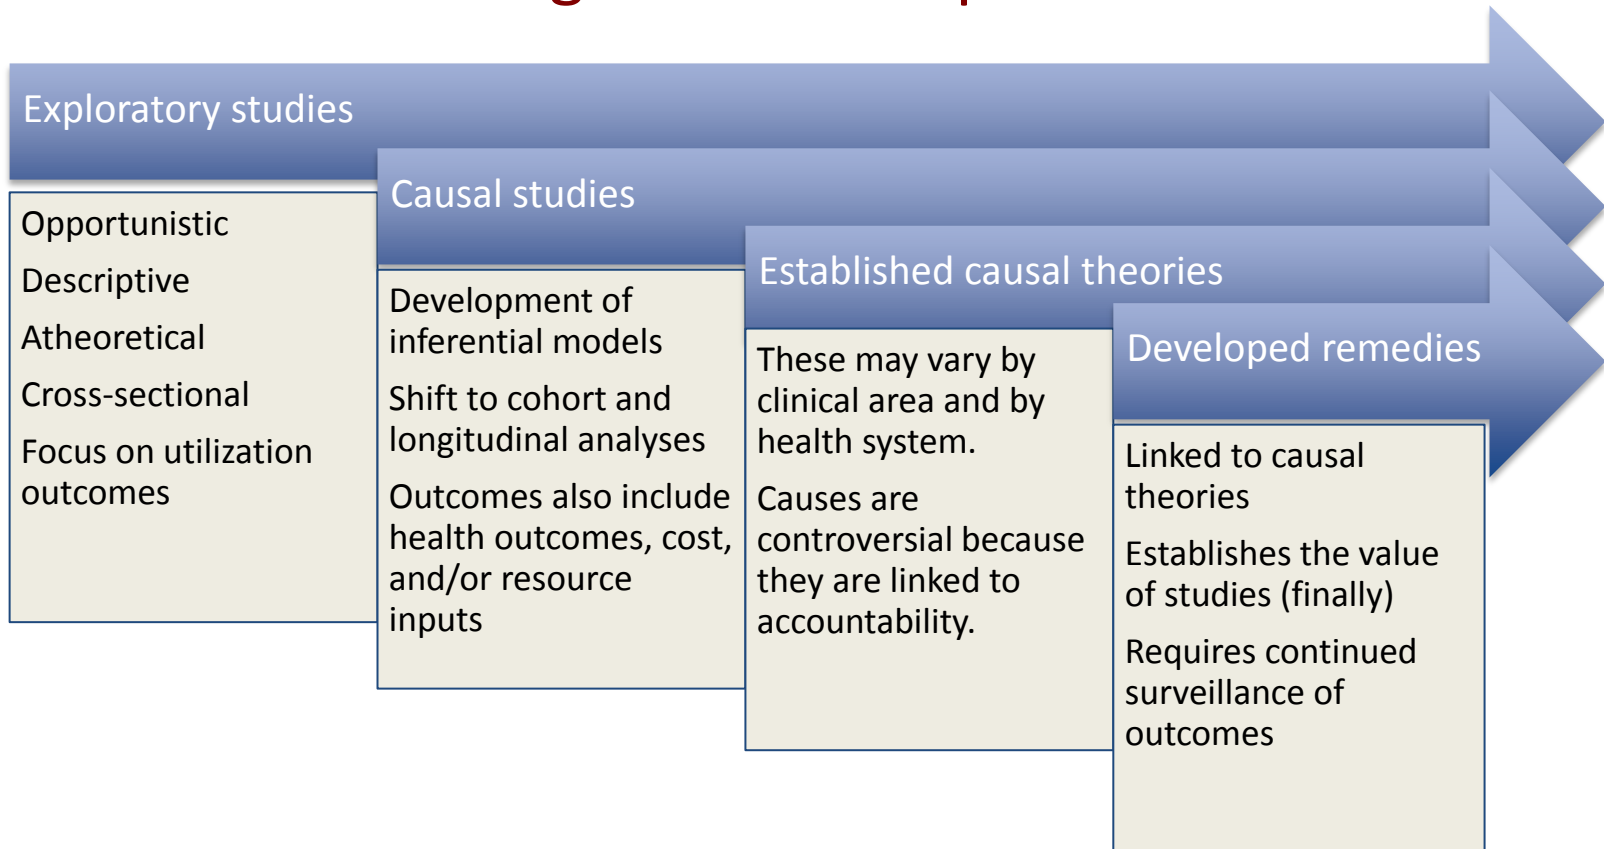 Exploratory studies
Opportunistic
Descriptive
Atheoretical
Cross-sectional
Focus on utilization
outcomes
Causal studies
Development of
inferential models
Shift to cohort and
longitudinal analyses
Outcomes also include
health outcomes, cost,
and/or resource
inputs
Established causal theories
These may vary by
clinical area and by
health system.
Causes are
controversial because
they are linked to
accountability.
Developed remedies
Linked to causal
theories
Establishes the value
of studies (finally)
Requires continued
surveillance of
outcomes